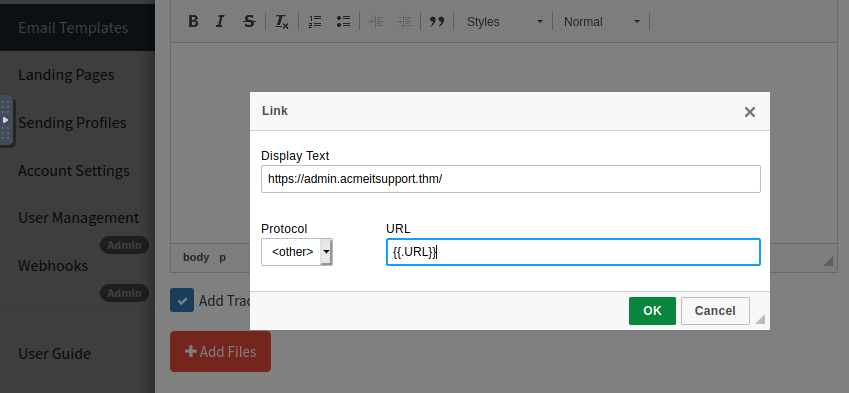 Email Templates
Landing Pages
Sending Profiles
Account Settings
User Management
Admin
Webhooks
Admin
User Guide
B I S Tx Styles Normal
Link
Display Text
https://admin.acmeitsupport.thm/
Protocol URL
<other> {{.URL}}
OK Cancel
body p
Add Trac
Add Files